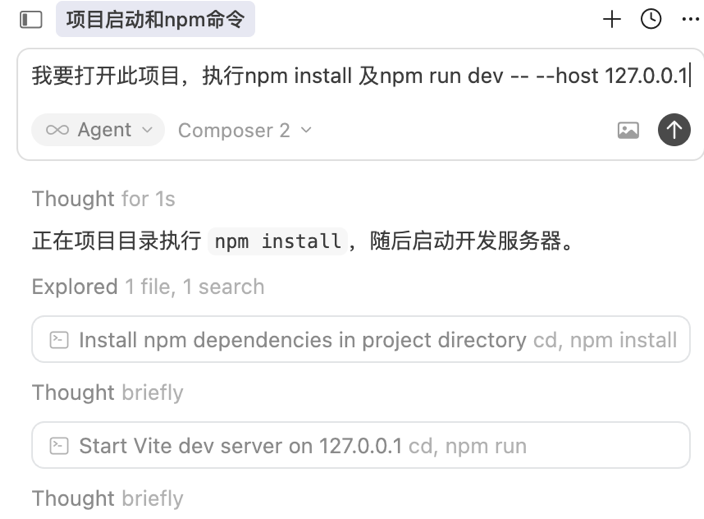 项目启动和npm命令
我要打开此项目，执行npm install 及npm run dev -- --host 127.0.0.1
Agent Composer 2
Thought for 1s
正在项目目录执行 npm install，随后启动开发服务器。
Explored 1 file, 1 search
Install npm dependencies in project directory cd, npm install
Thought briefly
Start Vite dev server on 127.0.0.1 cd, npm run
Thought briefly